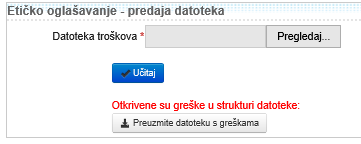 Etičko oglašavanje - predaja datoteka
Datoteka troškova * Pregledaj...
Učitaj
Otkrivene su greške u strukturi datoteke:
Preuzmite datoteku s greškama